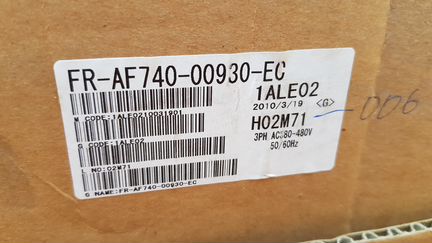 FR-AF740-00930-EC
1ALE02
2010/3/19 <G>
M CODE:1ALE0210031901
H02M71
006
G CODE:1ALE02
3PH AC380-480V
50/60Hz
L NO:02M71
G NAME:FR-AF740-00930-EC